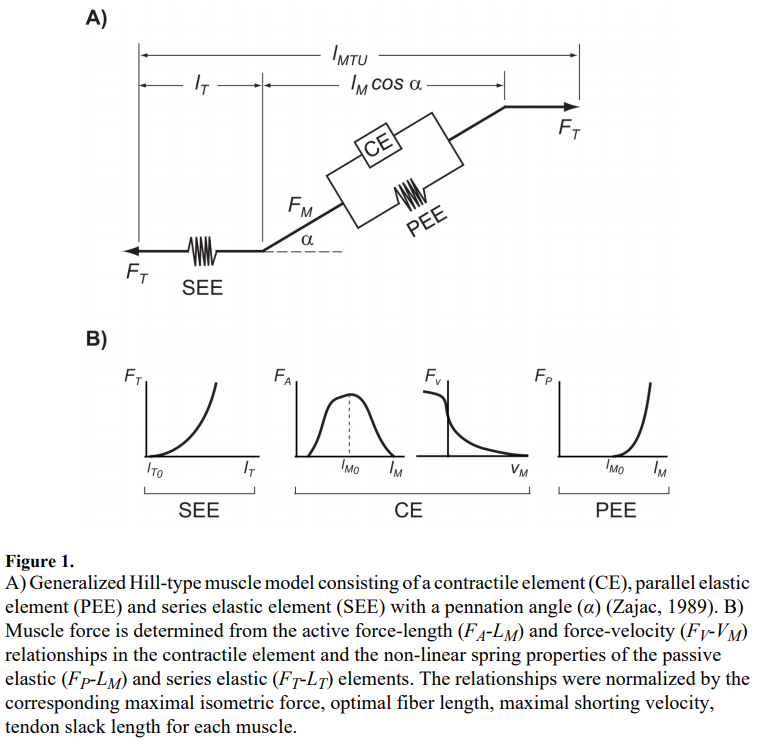 A)
l_MTU
l_T l_M cos α
F_T
CE
F_M
PEE
α
F_T
SEE
B)
F_T F_A F_v F_P
l_T0 l_T l_M0 l_M v_M l_M0 l_M
SEE CE PEE
Figure 1.
A) Generalized Hill-type muscle model consisting of a contractile element (CE), parallel elastic
element (PEE) and series elastic element (SEE) with a pennation angle (α) (Zajac, 1989). B)
Muscle force is determined from the active force-length (F_A-L_M) and force-velocity (F_V-V_M)
relationships in the contractile element and the non-linear spring properties of the passive
elastic (F_P-L_M) and series elastic (F_T-L_T) elements. The relationships were normalized by the
corresponding maximal isometric force, optimal fiber length, maximal shorting velocity,
tendon slack length for each muscle.